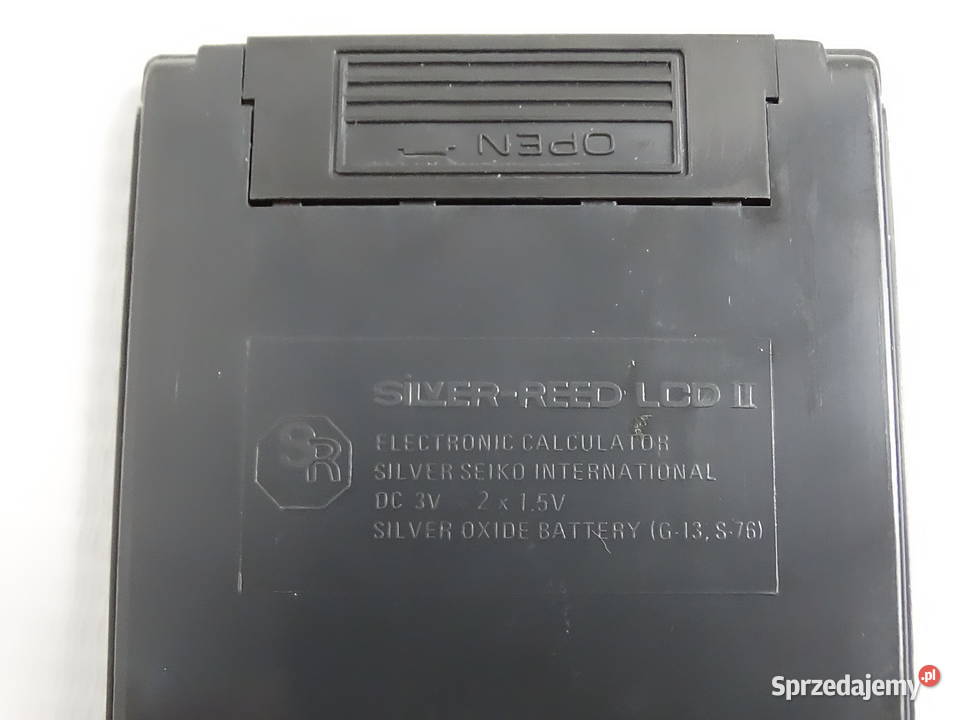 OPEN
SILVER-REED LCD II
SR
ELECTRONIC CALCULATOR
SILVER SEIKO INTERNATIONAL
DC 3V 2 x 1.5V
SILVER OXIDE BATTERY (G-13, S-76)
Sprzedajemy.pl